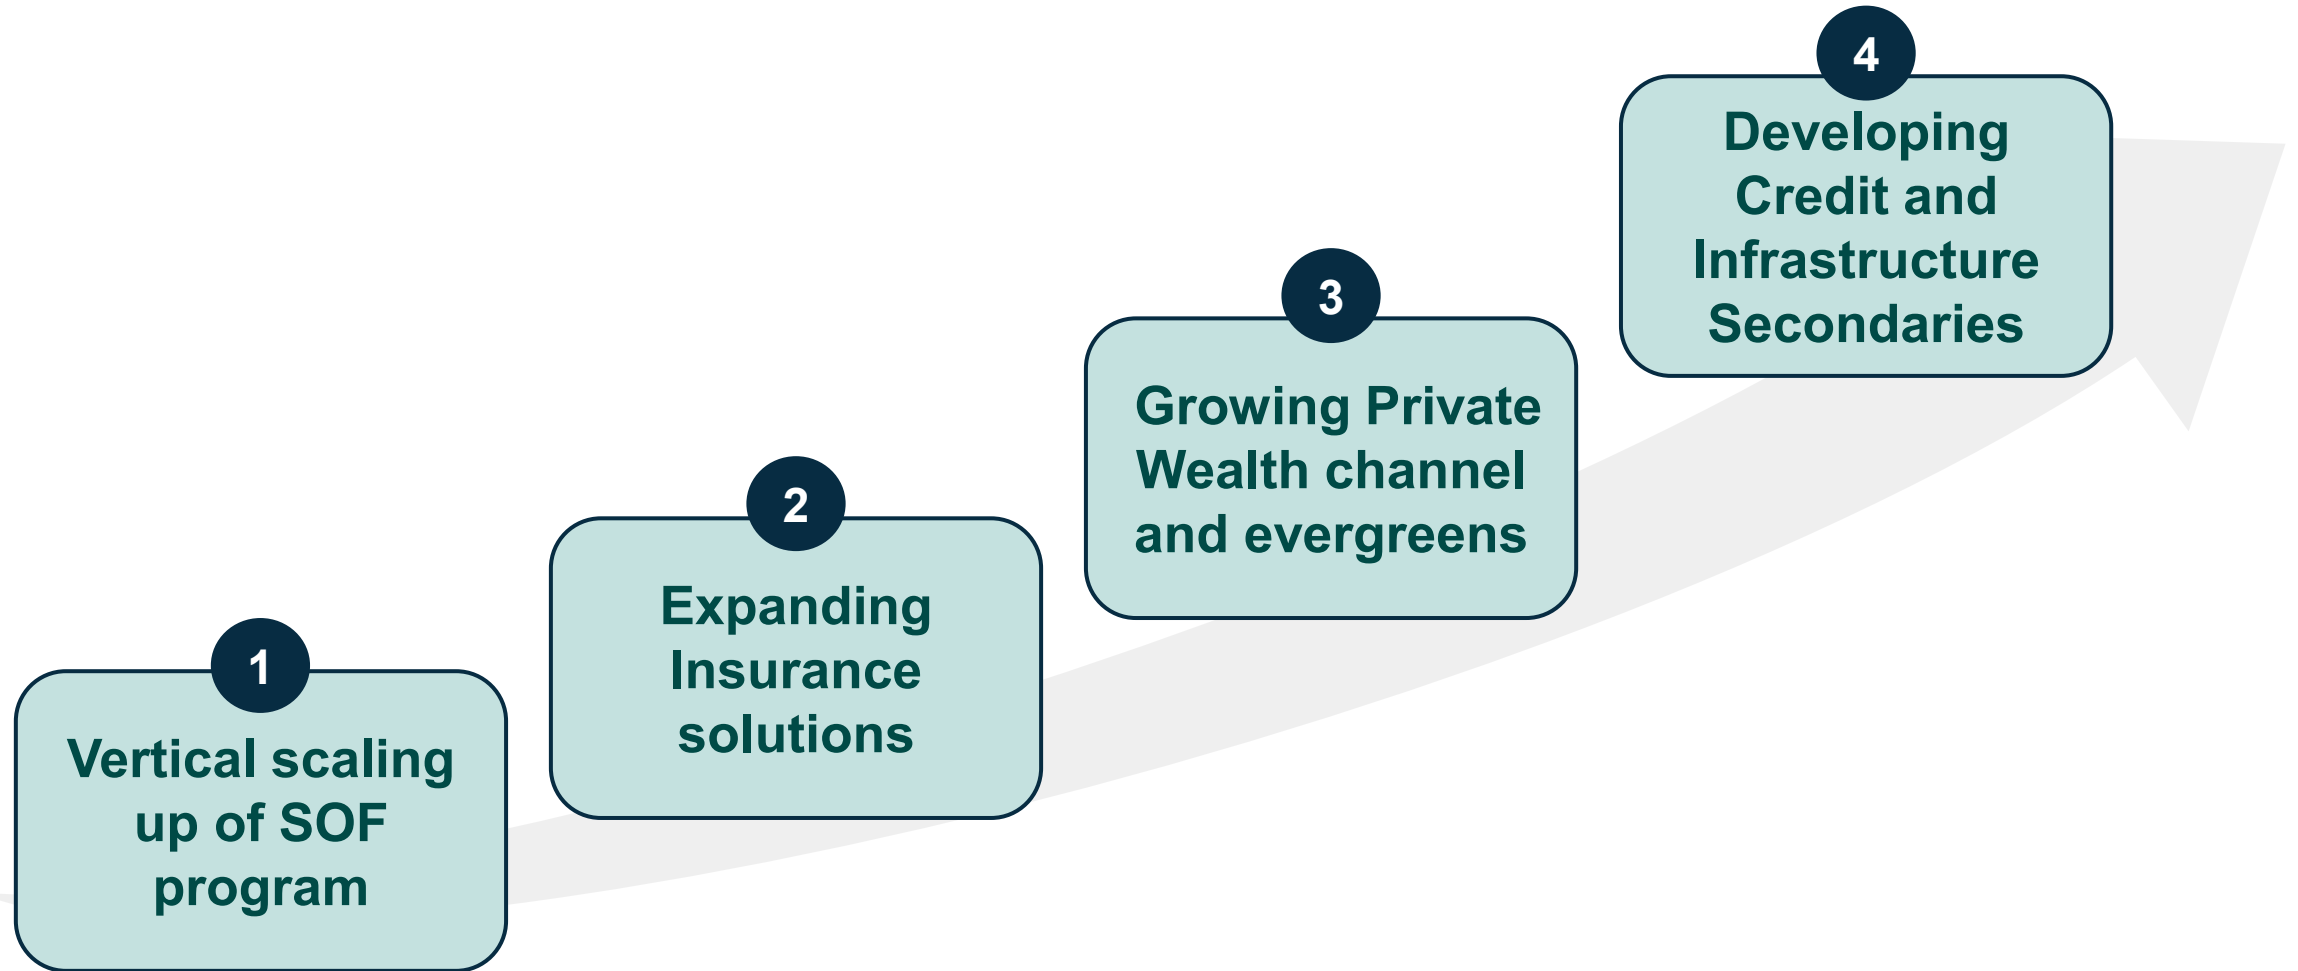 1
Vertical scaling
up of SOF
program
2
Expanding
Insurance
solutions
3
Growing Private
Wealth channel
and evergreens
4
Developing
Credit and
Infrastructure
Secondaries